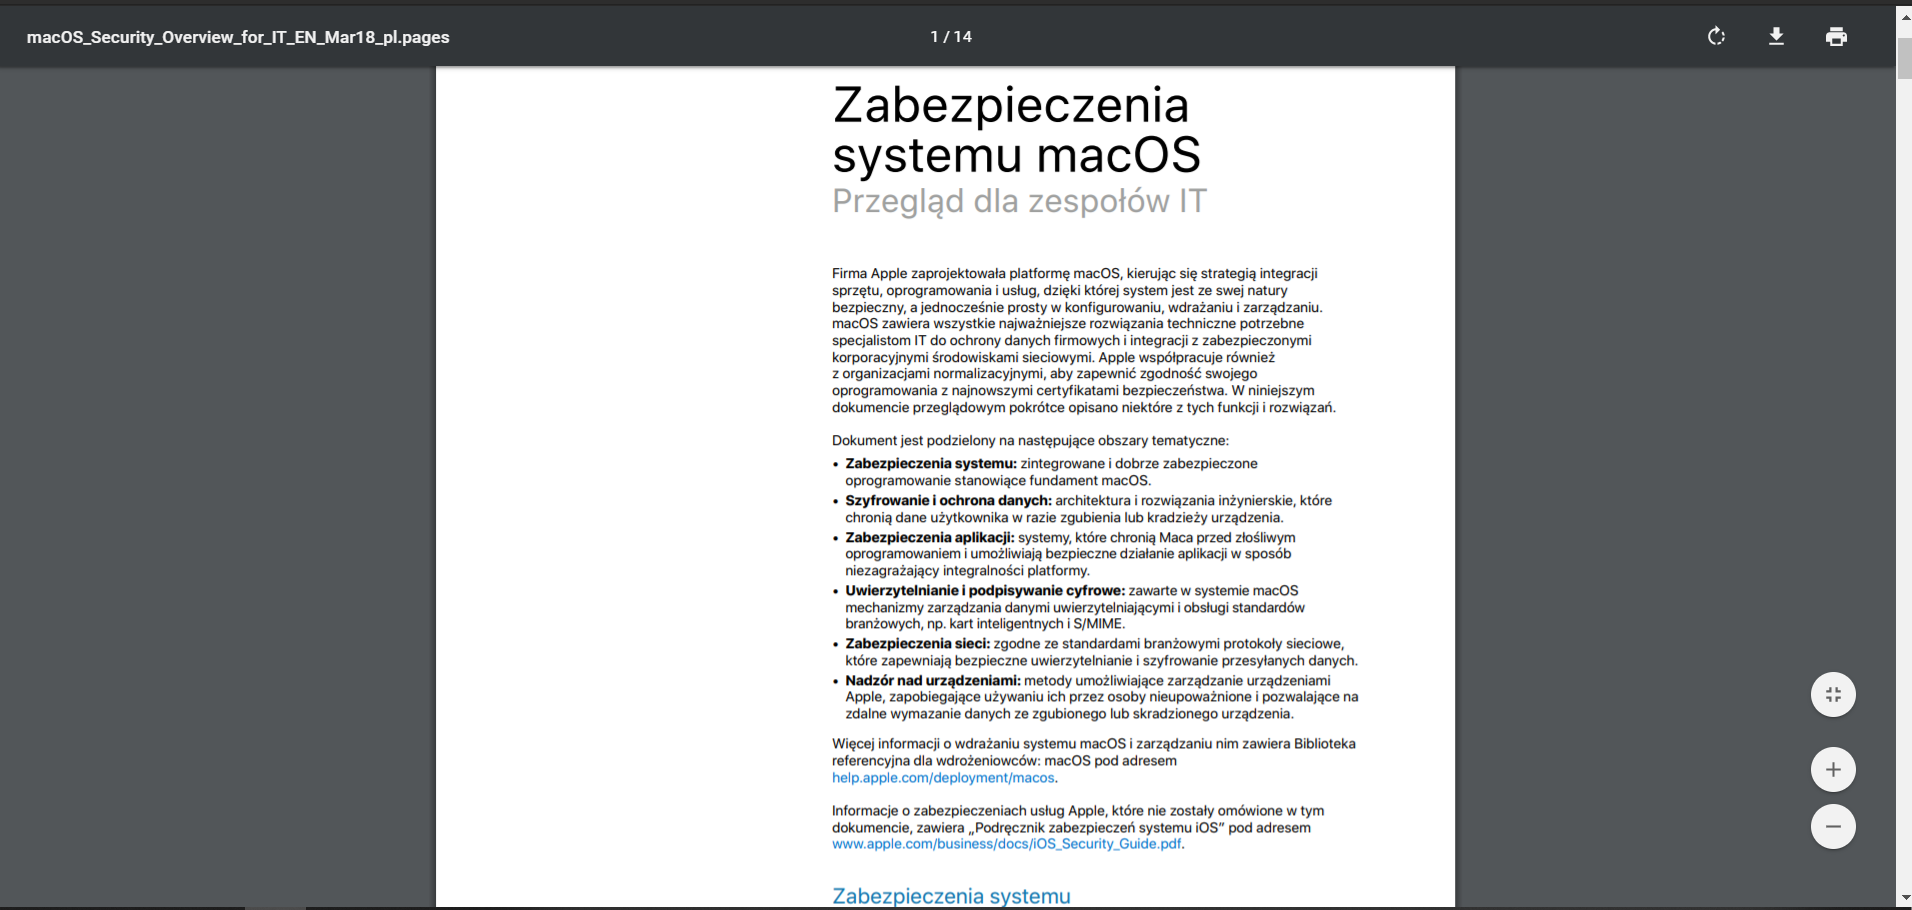 macOS_Security_Overview_for_IT_EN_Mar18_pl.pages
1 / 14
Zabezpieczenia
systemu macOS
Przegląd dla zespołów IT
Firma Apple zaprojektowała platformę macOS, kierując się strategią integracji
sprzętu, oprogramowania i usług, dzięki której system jest ze swej natury
bezpieczny, a jednocześnie prosty w konfigurowaniu, wdrażaniu i zarządzaniu.
macOS zawiera wszystkie najważniejsze rozwiązania techniczne potrzebne
specjalistom IT do ochrony danych firmowych i integracji z zabezpieczonymi
korporacyjnymi środowiskami sieciowymi. Apple współpracuje również
z organizacjami normalizacyjnymi, aby zapewnić zgodność swojego
oprogramowania z najnowszymi certyfikatami bezpieczeństwa. W niniejszym
dokumencie przeglądowym pokrótce opisano niektóre z tych funkcji i rozwiązań.
Dokument jest podzielony na następujące obszary tematyczne:
• Zabezpieczenia systemu: zintegrowane i dobrze zabezpieczone
oprogramowanie stanowiące fundament macOS.
• Szyfrowanie i ochrona danych: architektura i rozwiązania inżynierskie, które
chronią dane użytkownika w razie zgubienia lub kradzieży urządzenia.
• Zabezpieczenia aplikacji: systemy, które chronią Maca przed złośliwym
oprogramowaniem i umożliwiają bezpieczne działanie aplikacji w sposób
niezagrażający integralności platformy.
• Uwierzytelnianie i podpisywanie cyfrowe: zawarte w systemie macOS
mechanizmy zarządzania danymi uwierzytelniającymi i obsługi standardów
branżowych, np. kart inteligentnych i S/MIME.
• Zabezpieczenia sieci: zgodne ze standardami branżowymi protokoły sieciowe,
które zapewniają bezpieczne uwierzytelnianie i szyfrowanie przesyłanych danych.
• Nadzór nad urządzeniami: metody umożliwiające zarządzanie urządzeniami
Apple, zapobiegające używaniu ich przez osoby nieupoważnione i pozwalające na
zdalne wymazanie danych ze zgubionego lub skradzionego urządzenia.
Więcej informacji o wdrażaniu systemu macOS i zarządzaniu nim zawiera Biblioteka
referencyjna dla wdrożeniowców: macOS pod adresem
help.apple.com/deployment/macos.
Informacje o zabezpieczeniach usług Apple, które nie zostały omówione w tym
dokumencie, zawiera „Podręcznik zabezpieczeń systemu iOS” pod adresem
www.apple.com/business/docs/iOS_Security_Guide.pdf.
Zabezpieczenia systemu